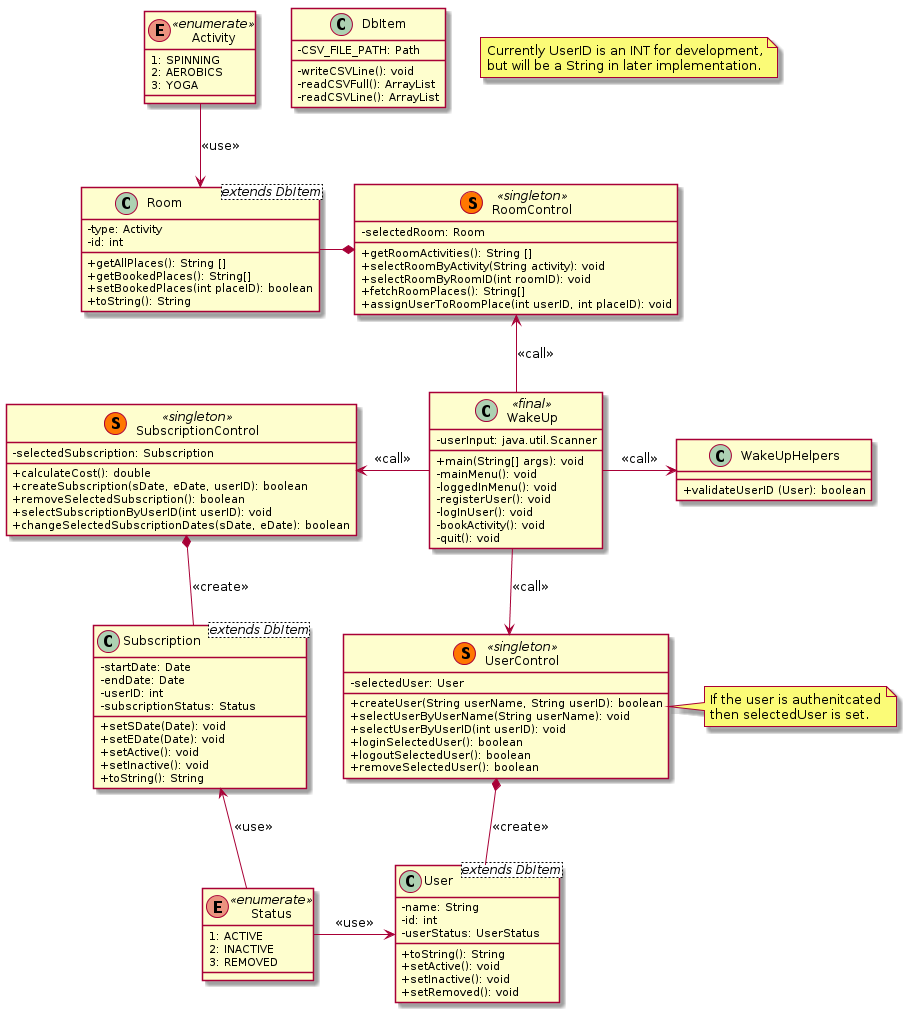 E
«enumerate»
Activity
1: SPINNING
2: AEROBICS
3: YOGA
C
DbItem
-CSV_FILE_PATH: Path
-writeCSVLine(): void
-readCSVFull(): ArrayList
-readCSVLine(): ArrayList
Currently UserID is an INT for development,
but will be a String in later implementation.
«use»
C
Room
extends DbItem
-type: Activity
-id: int
+getAllPlaces(): String []
+getBookedPlaces(): String[]
+setBookedPlaces(int placeID): boolean
+toString(): String
S
«singleton»
RoomControl
-selectedRoom: Room
+getRoomActivities(): String []
+selectRoomByActivity(String activity): void
+selectRoomByRoomID(int roomID): void
+fetchRoomPlaces(): String[]
+assignUserToRoomPlace(int userID, int placeID): void
«call»
S
«singleton»
SubscriptionControl
-selectedSubscription: Subscription
+calculateCost(): double
+createSubscription(sDate, eDate, userID): boolean
+removeSelectedSubscription(): boolean
+selectSubscriptionByUserID(int userID): void
+changeSelectedSubscriptionDates(sDate, eDate): boolean
«call»
C
«final»
WakeUp
-userInput: java.util.Scanner
+main(String[] args): void
-mainMenu(): void
-loggedInMenu(): void
-registerUser(): void
-logInUser(): void
-bookActivity(): void
-quit(): void
«call»
C
WakeUpHelpers
+validateUserID (User): boolean
«create»
«call»
C
Subscription
extends DbItem
-startDate: Date
-endDate: Date
-userID: int
-subscriptionStatus: Status
+setSDate(Date): void
+setEDate(Date): void
+setActive(): void
+setInactive(): void
+toString(): String
S
«singleton»
UserControl
-selectedUser: User
+createUser(String userName, String userID): boolean
+selectUserByUserName(String userName): void
+selectUserByUserID(int userID): void
+loginSelectedUser(): boolean
+logoutSelectedUser(): boolean
+removeSelectedUser(): boolean
If the user is authenitcated
then selectedUser is set.
«use»
«create»
E
«enumerate»
Status
1: ACTIVE
2: INACTIVE
3: REMOVED
«use»
C
User
extends DbItem
-name: String
-id: int
-userStatus: UserStatus
+toString(): String
+setActive(): void
+setInactive(): void
+setRemoved(): void